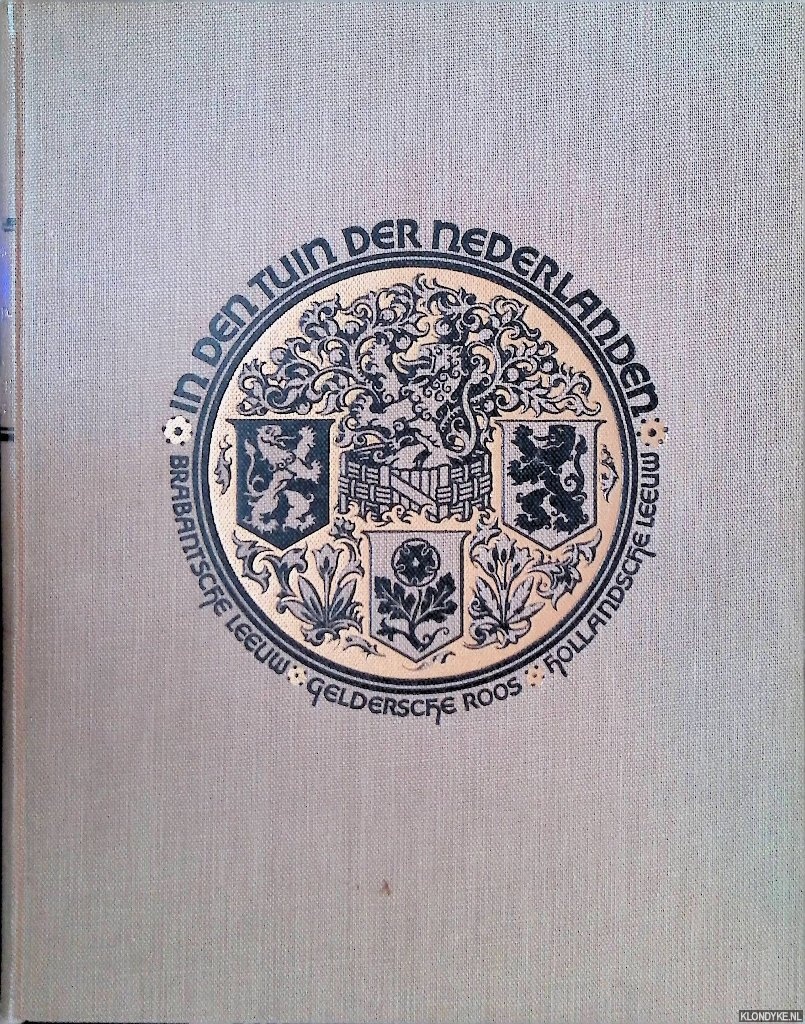 IN DEN TUIN DER NEDERLANDEN
BRABANTSCHE LEEUW
GELDERSCHE ROOS
HOLLANDSCHE LEEUW
KLONDYKE.NL